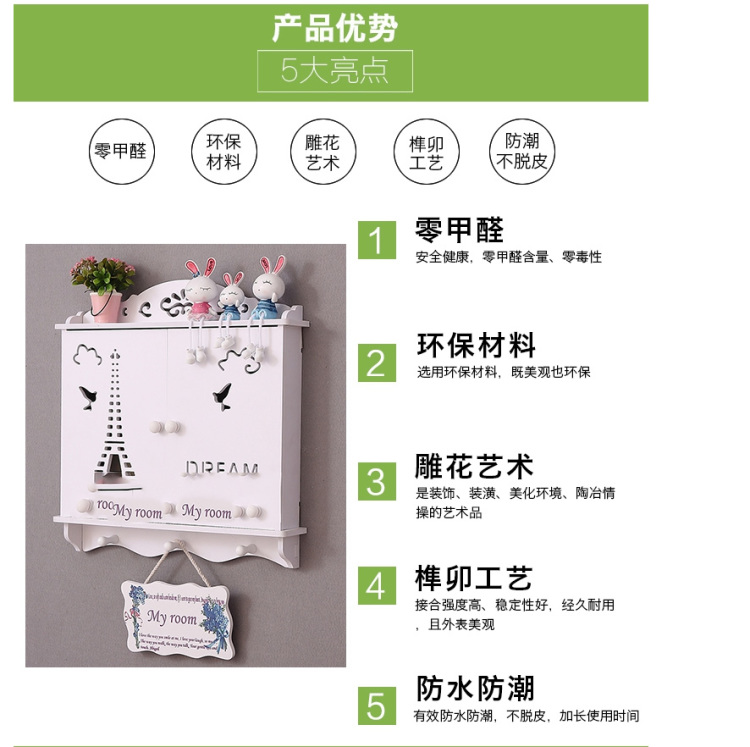 产品优势
5大亮点
零甲醛
环保
材料
雕花
艺术
榫卯
工艺
防潮
不脱皮
1 零甲醛
安全健康，零甲醛含量、零毒性
2 环保材料
选用环保材料，既美观也环保
3 雕花艺术
是装饰、装潢、美化环境、陶冶情
操的艺术品
4 榫卯工艺
接合强度高、稳定性好，经久耐用
，且外表美观
5 防水防潮
有效防水防潮，不脱皮，加长使用时间
DREAM
My room
My room
My room